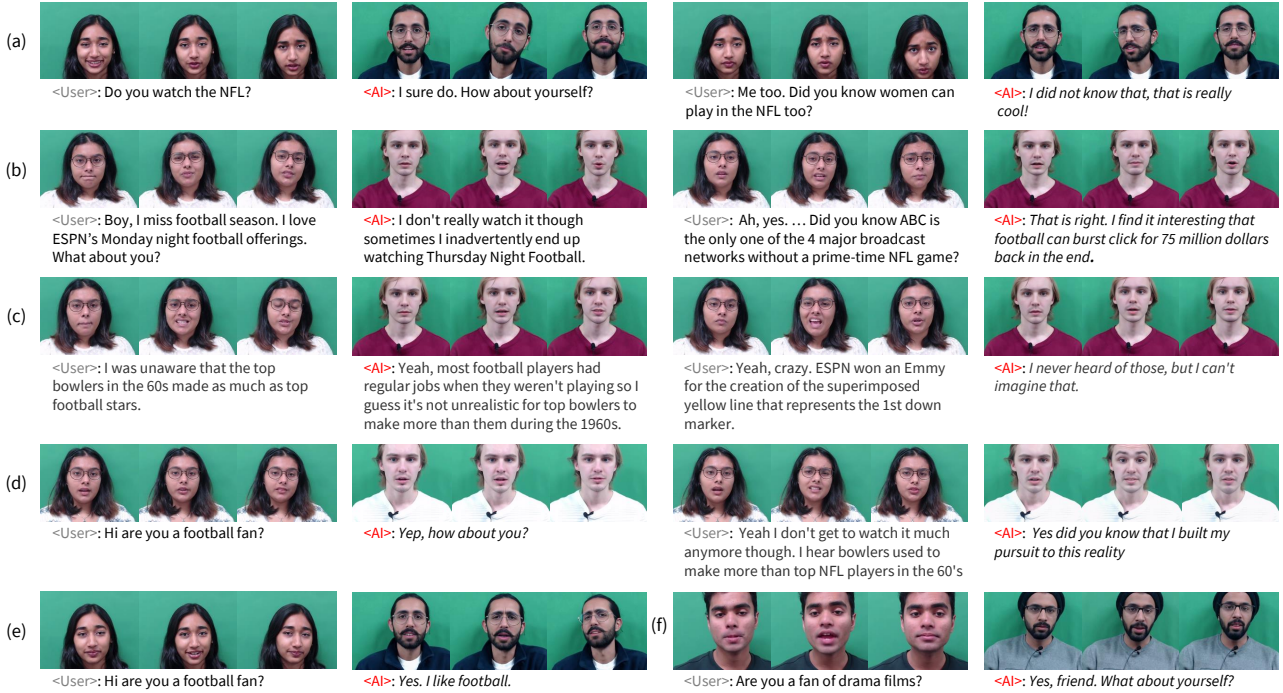 (a)
<User>: Do you watch the NFL?
<AI>: I sure do. How about yourself?
<User>: Me too. Did you know women can
play in the NFL too?
<AI>: I did not know that, that is really
cool!
(b)
<User>: Boy, I miss football season. I love
ESPN's Monday night football offerings.
What about you?
<AI>: I don't really watch it though
sometimes I inadvertently end up
watching Thursday Night Football.
<User>: Ah, yes. ... Did you know ABC is
the only one of the 4 major broadcast
networks without a prime-time NFL game?
<AI>: That is right. I find it interesting that
football can burst click for 75 million dollars
back in the end.
(c)
<User>: I was unaware that the top
bowlers in the 60s made as much as top
football stars.
<AI>: Yeah, most football players had
regular jobs when they weren't playing so I
guess it's not unrealistic for top bowlers to
make more than them during the 1960s.
<User>: Yeah, crazy. ESPN won an Emmy
for the creation of the superimposed
yellow line that represents the 1st down
marker.
<AI>: I never heard of those, but I can't
imagine that.
(d)
<User>: Hi are you a football fan?
<AI>: Yep, how about you?
<User>: Yeah I don't get to watch it much
anymore though. I hear bowlers used to
make more than top NFL players in the 60's
<AI>: Yes did you know that I built my
pursuit to this reality
(e)
<User>: Hi are you a football fan?
<AI>: Yes. I like football.
(f)
<User>: Are you a fan of drama films?
<AI>: Yes, friend. What about yourself?